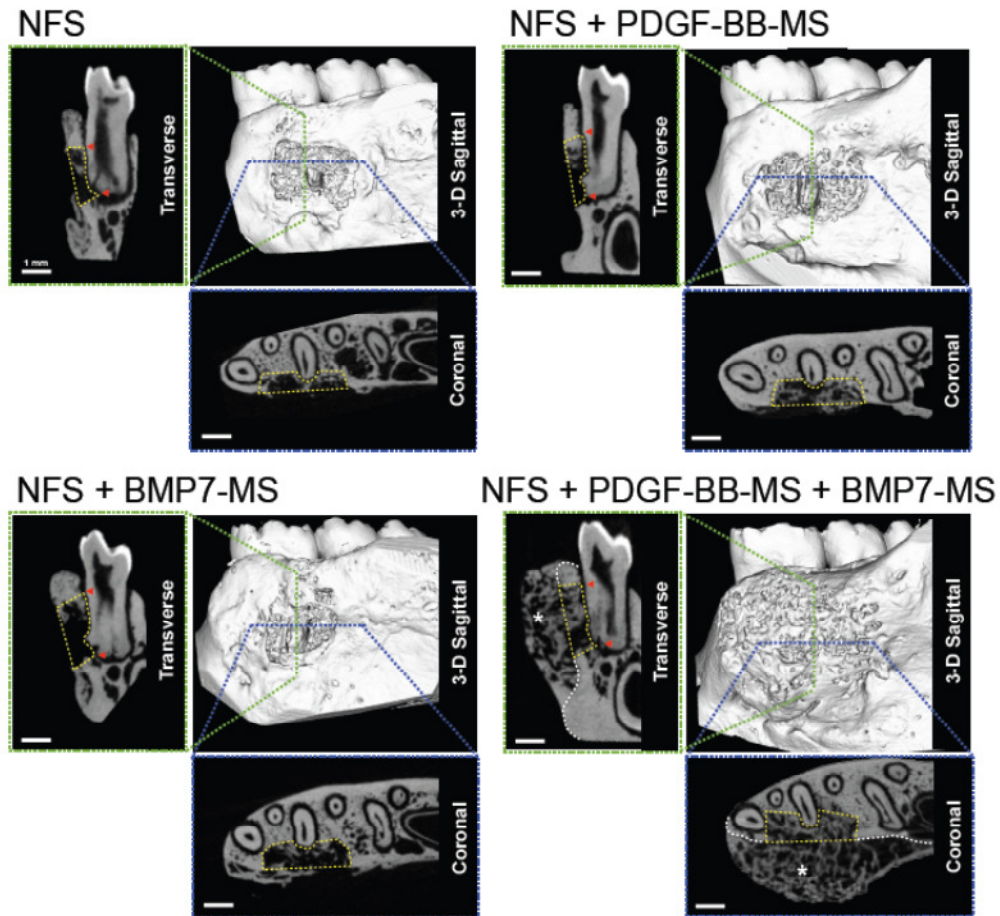 NFS
Transverse
1 mm
3-D Sagittal
Coronal
NFS + PDGF-BB-MS
Transverse
3-D Sagittal
Coronal
NFS + BMP7-MS
Transverse
3-D Sagittal
Coronal
NFS + PDGF-BB-MS + BMP7-MS
*
Transverse
3-D Sagittal
*
Coronal